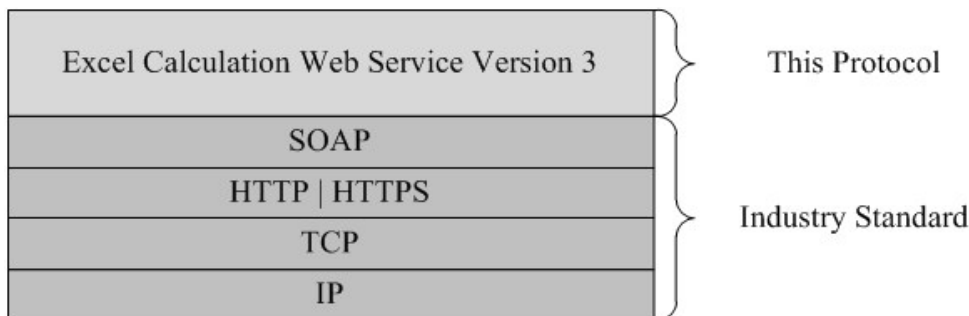 Excel Calculation Web Service Version 3
This Protocol
SOAP
HTTP | HTTPS
TCP
IP
Industry Standard